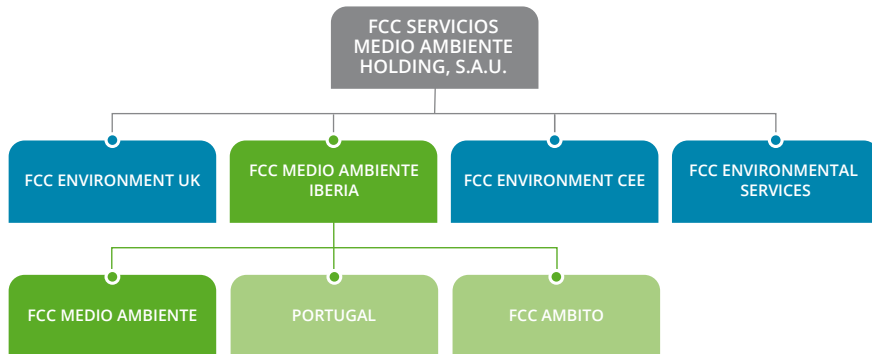 FCC SERVICIOS
MEDIO AMBIENTE
HOLDING, S.A.U.
FCC ENVIRONMENT UK
FCC MEDIO AMBIENTE
IBERIA
FCC ENVIRONMENT CEE
FCC ENVIRONMENTAL
SERVICES
FCC MEDIO AMBIENTE
PORTUGAL
FCC AMBITO